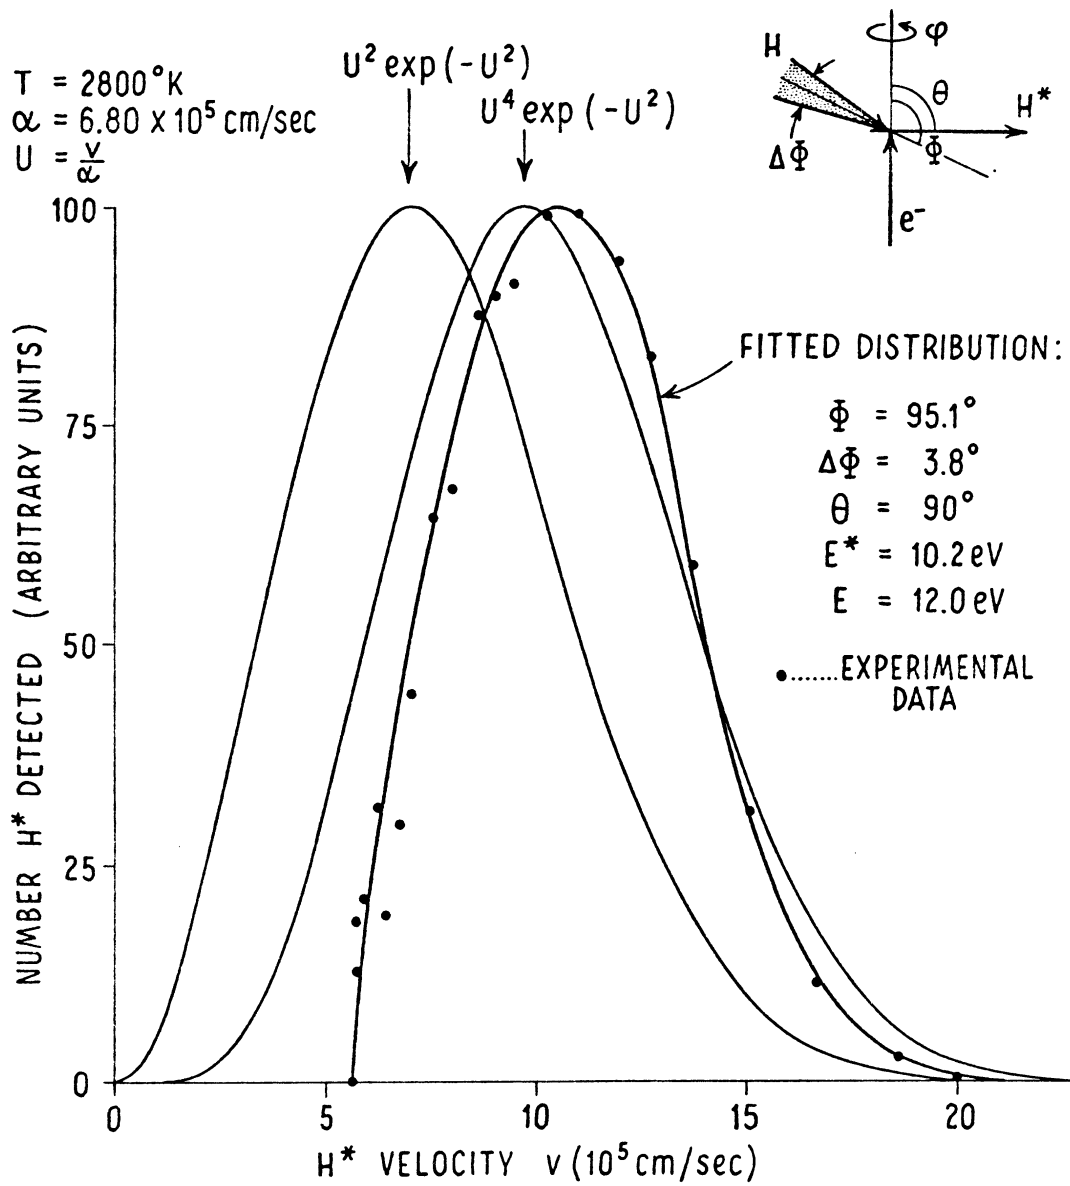 T = 2800°K
α = 6.80 x 10⁵ cm/sec
U = v/α
U² exp (-U²)
U⁴ exp (-U²)
H
φ
θ
H*
ΔΦ
Φ
e⁻
100
75
50
25
0
NUMBER H* DETECTED (ARBITRARY UNITS)
FITTED DISTRIBUTION:
Φ = 95.1°
ΔΦ = 3.8°
θ = 90°
E* = 10.2 eV
E = 12.0 eV
•.......EXPERIMENTAL
DATA
0 5 10 15 20
H* VELOCITY v (10⁵ cm/sec)